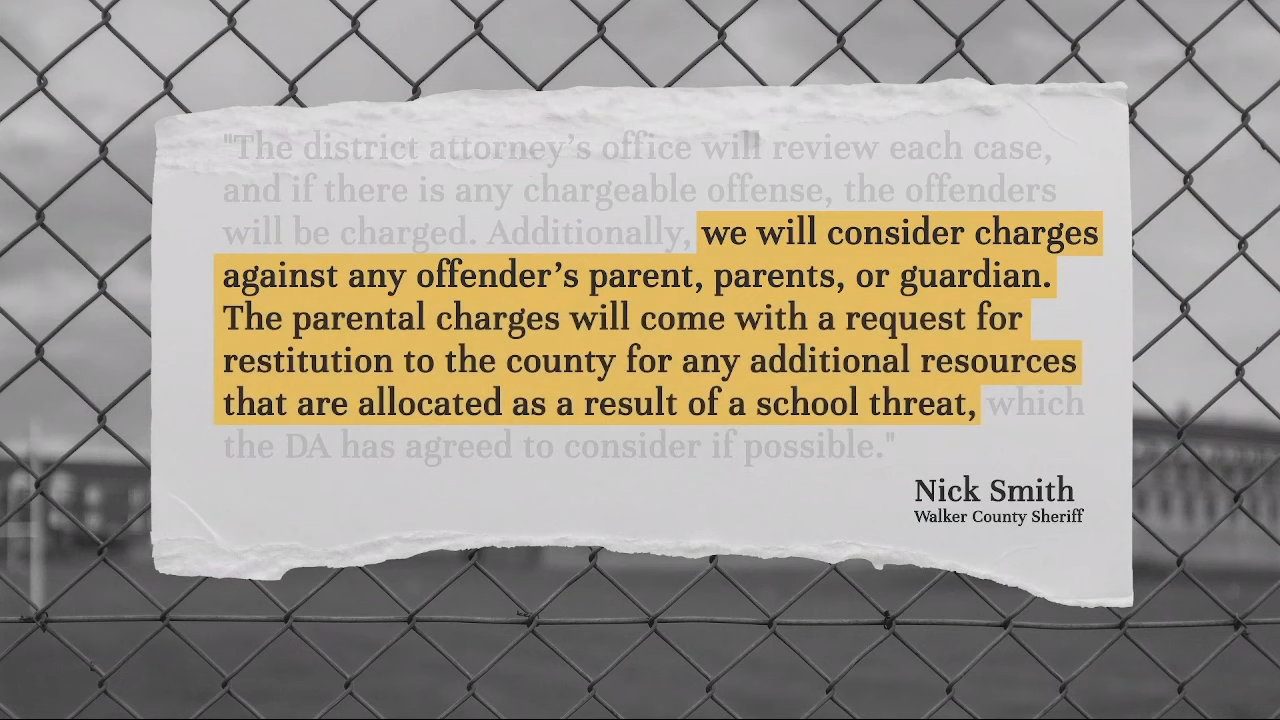 "The district attorney’s office will review each case,
and if there is any chargeable offense, the offenders
will be charged. Additionally, we will consider charges
against any offender’s parent, parents, or guardian.
The parental charges will come with a request for
restitution to the county for any additional resources
that are allocated as a result of a school threat, which
the DA has agreed to consider if possible."
Nick Smith
Walker County Sheriff